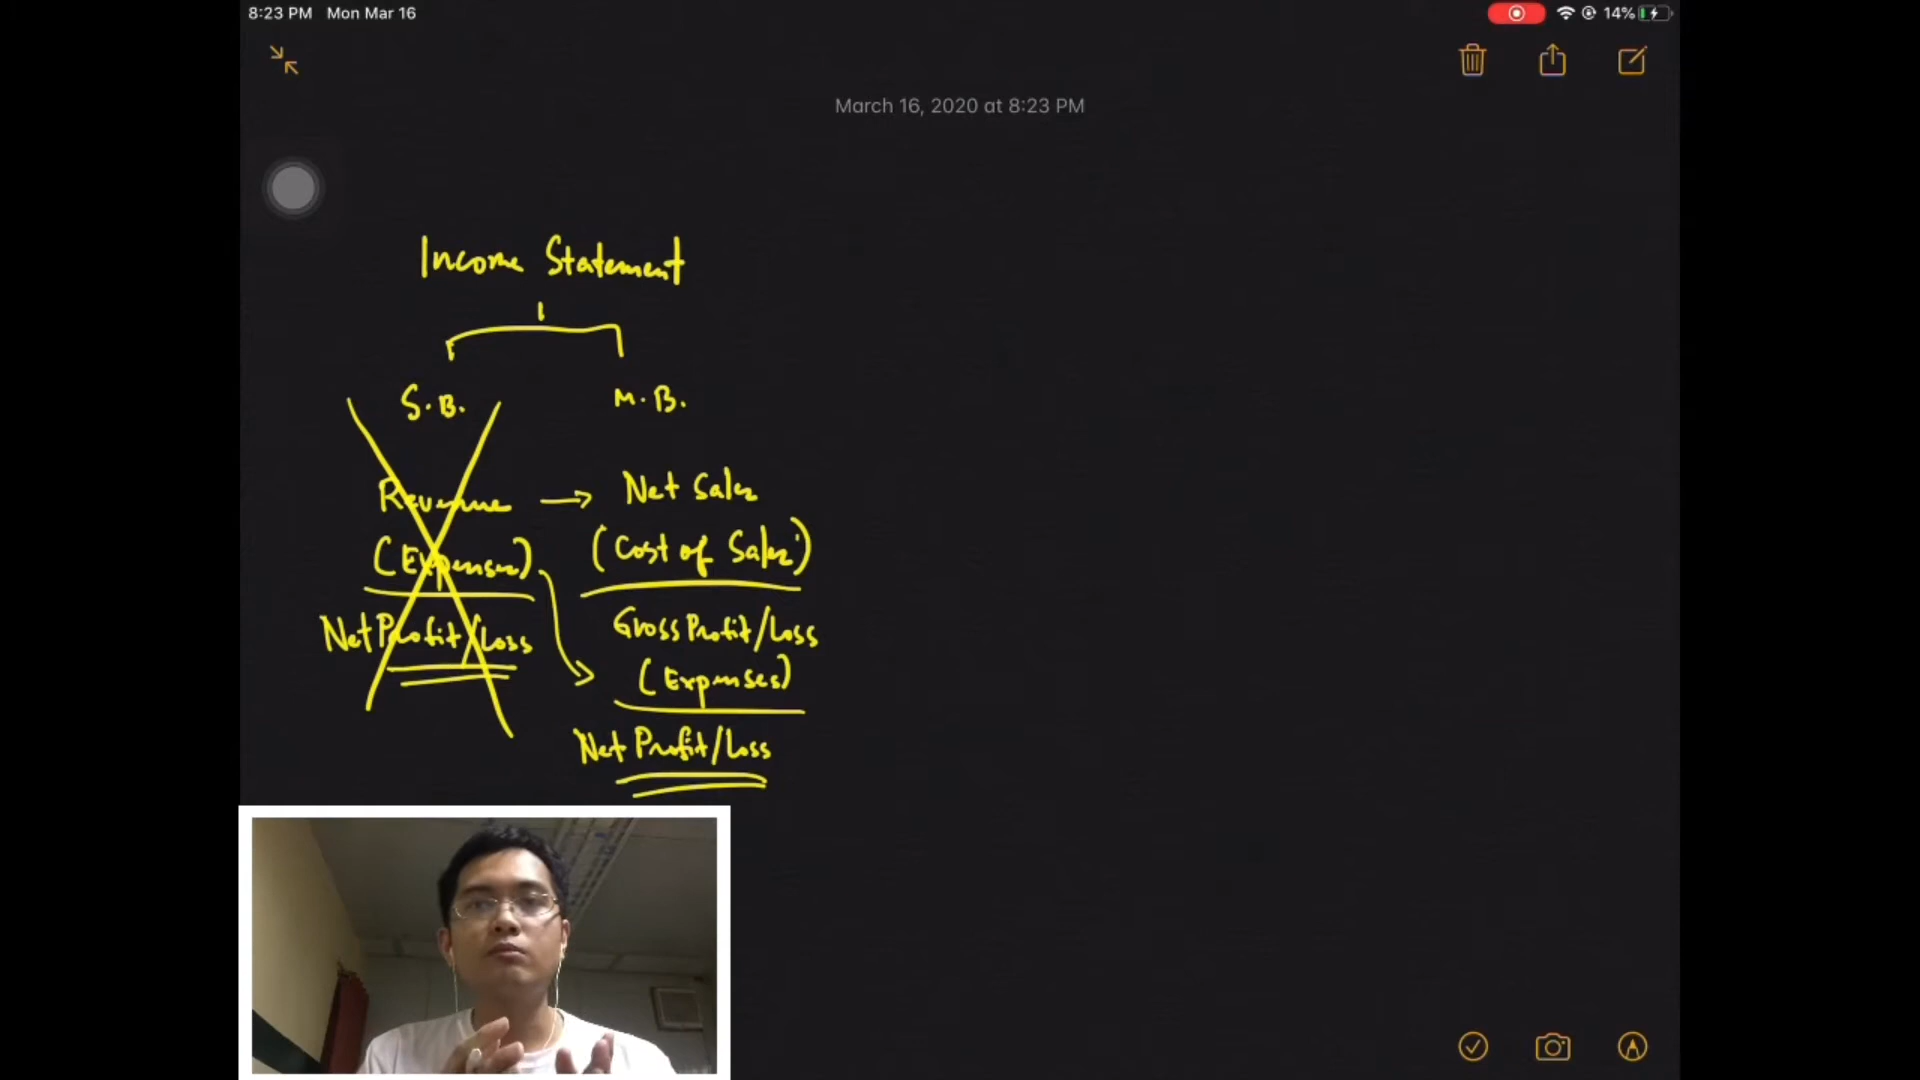 8:23 PM Mon Mar 16
14%
March 16, 2020 at 8:23 PM
Income Statement
S.B. M.B.
Revenue → Net Sales
(Expenses) (Cost of Sales)
Net Profit/Loss Gross Profit/Loss
(Expenses)
Net Profit/Loss